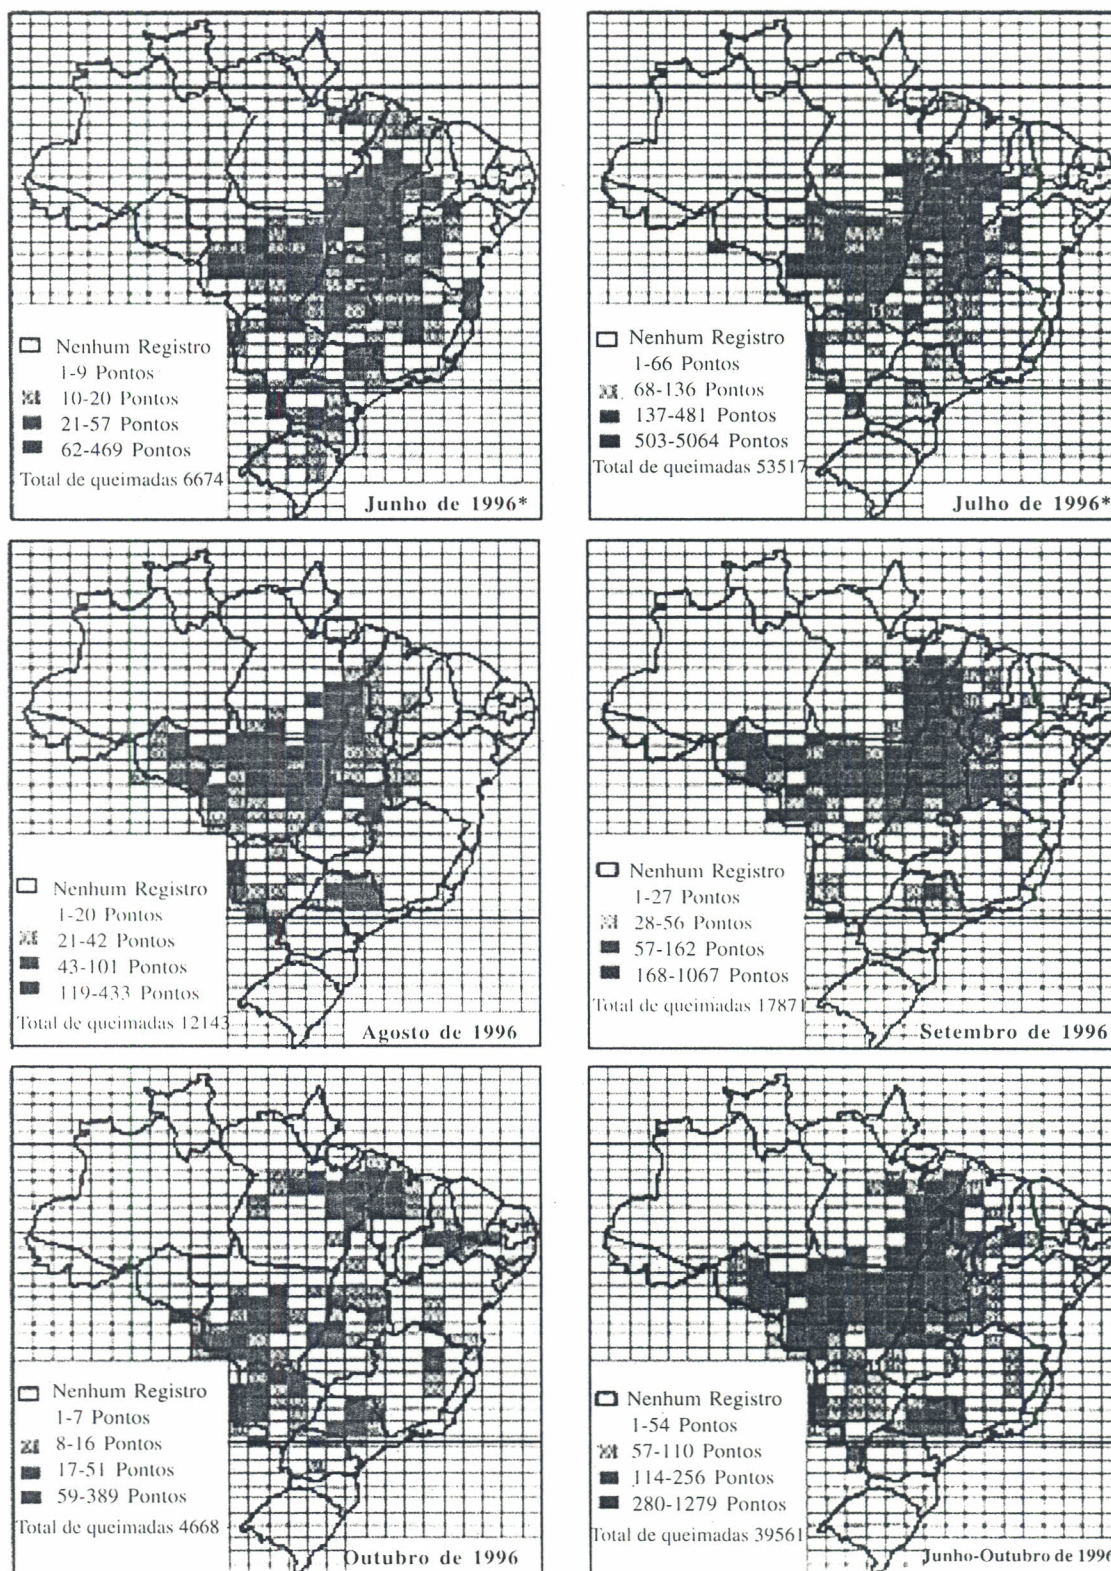 Nenhum Registro
1-9 Pontos
10-20 Pontos
21-57 Pontos
62-469 Pontos
Total de queimadas 6674
Junho de 1996*
Nenhum Registro
1-66 Pontos
68-136 Pontos
137-481 Pontos
503-5064 Pontos
Total de queimadas 53517
Julho de 1996*
Nenhum Registro
1-20 Pontos
21-42 Pontos
43-101 Pontos
119-433 Pontos
Total de queimadas 12143
Agosto de 1996
Nenhum Registro
1-27 Pontos
28-56 Pontos
57-162 Pontos
168-1067 Pontos
Total de queimadas 17871
Setembro de 1996
Nenhum Registro
1-7 Pontos
8-16 Pontos
17-51 Pontos
59-389 Pontos
Total de queimadas 4668
Outubro de 1996
Nenhum Registro
1-54 Pontos
57-110 Pontos
114-256 Pontos
280-1279 Pontos
Total de queimadas 39561
Junho-Outubro de 1996